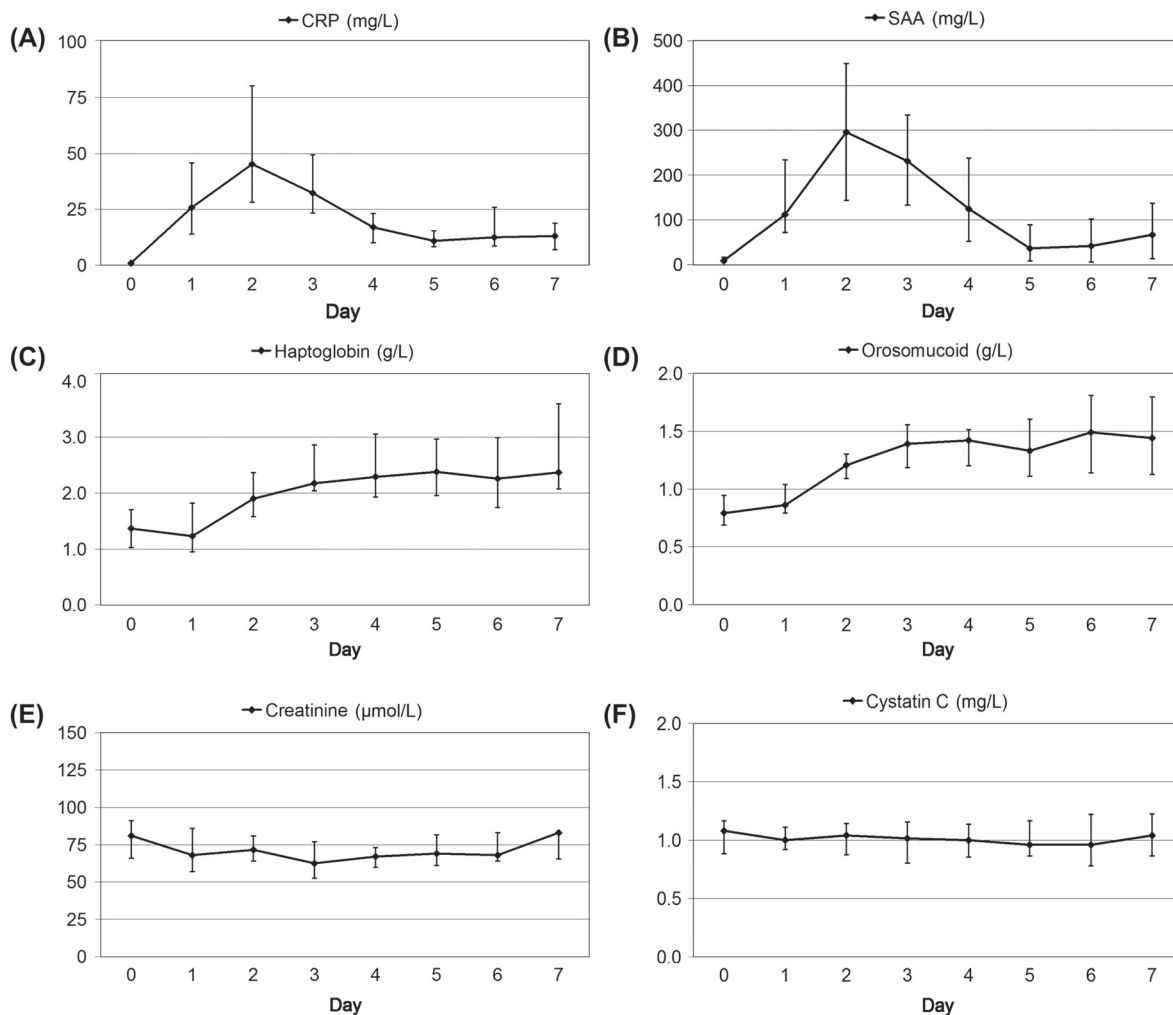 (A)
CRP (mg/L)
100
75
50
25
0
0 1 2 3 4 5 6 7
Day
(B)
SAA (mg/L)
500
400
300
200
100
0
0 1 2 3 4 5 6 7
Day
(C)
Haptoglobin (g/L)
4.0
3.0
2.0
1.0
0.0
0 1 2 3 4 5 6 7
Day
(D)
Orosomucoid (g/L)
2.0
1.5
1.0
0.5
0.0
0 1 2 3 4 5 6 7
Day
(E)
Creatinine (µmol/L)
150
125
100
75
50
25
0
0 1 2 3 4 5 6 7
Day
(F)
Cystatin C (mg/L)
2.0
1.5
1.0
0.5
0.0
0 1 2 3 4 5 6 7
Day